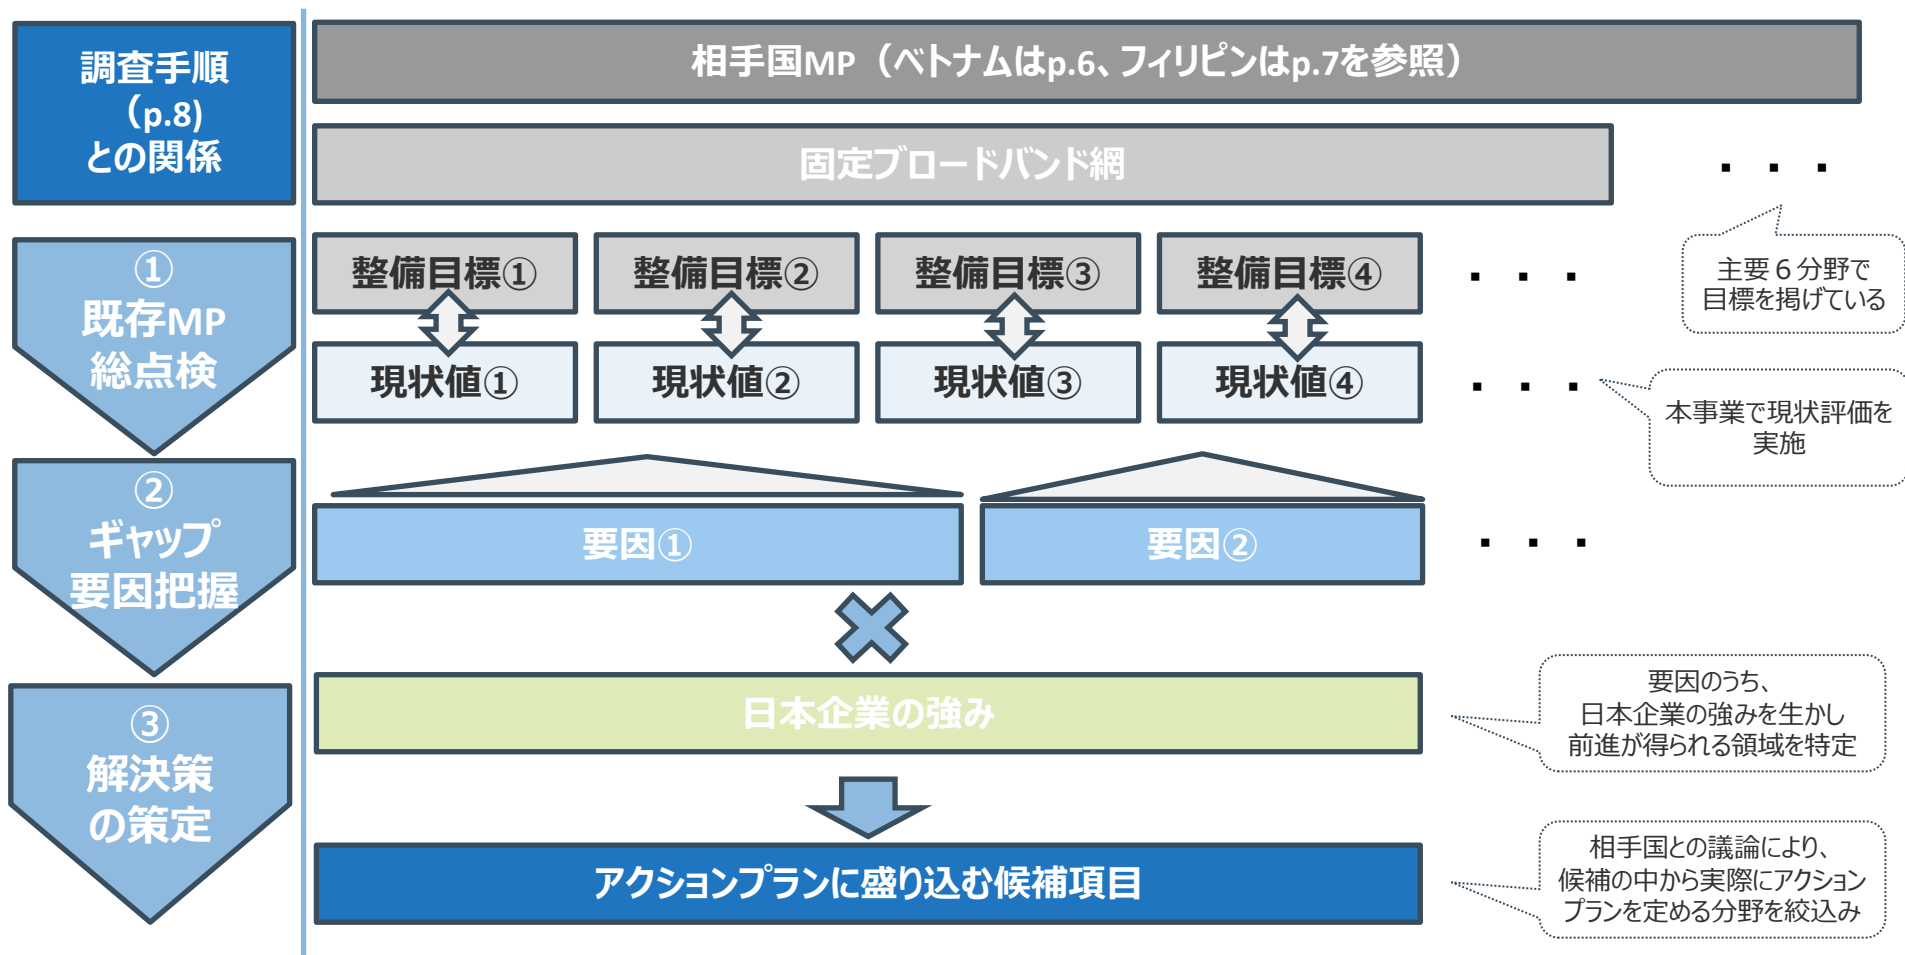 調査手順
（p.8)
との関係
相手国MP（ベトナムはp.6、フィリピンはp.7を参照）
固定ブロードバンド網
・・・
主要６分野で
目標を掲げている
①
既存MP
総点検
整備目標①
整備目標②
整備目標③
整備目標④
・・・
現状値①
現状値②
現状値③
現状値④
・・・
本事業で現状評価を
実施
②
ギャップ
要因把握
要因①
要因②
・・・
③
解決策
の策定
日本企業の強み
要因のうち、
日本企業の強みを生かし
前進が得られる領域を特定
アクションプランに盛り込む候補項目
相手国との議論により、
候補の中から実際にアクション
プランを定める分野を絞込み